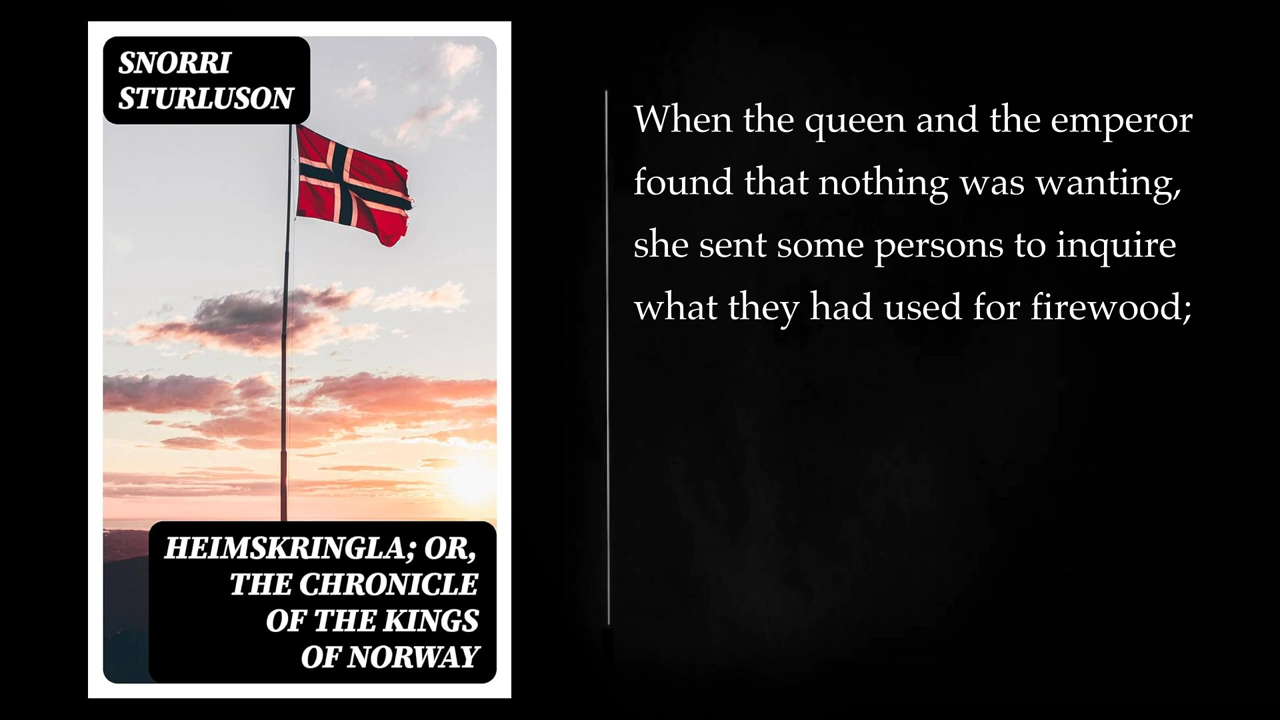 SNORRI
STURLUSON
HEIMSKRINGLA; OR,
THE CHRONICLE
OF THE KINGS
OF NORWAY
When the queen and the emperor
found that nothing was wanting,
she sent some persons to inquire
what they had used for firewood;